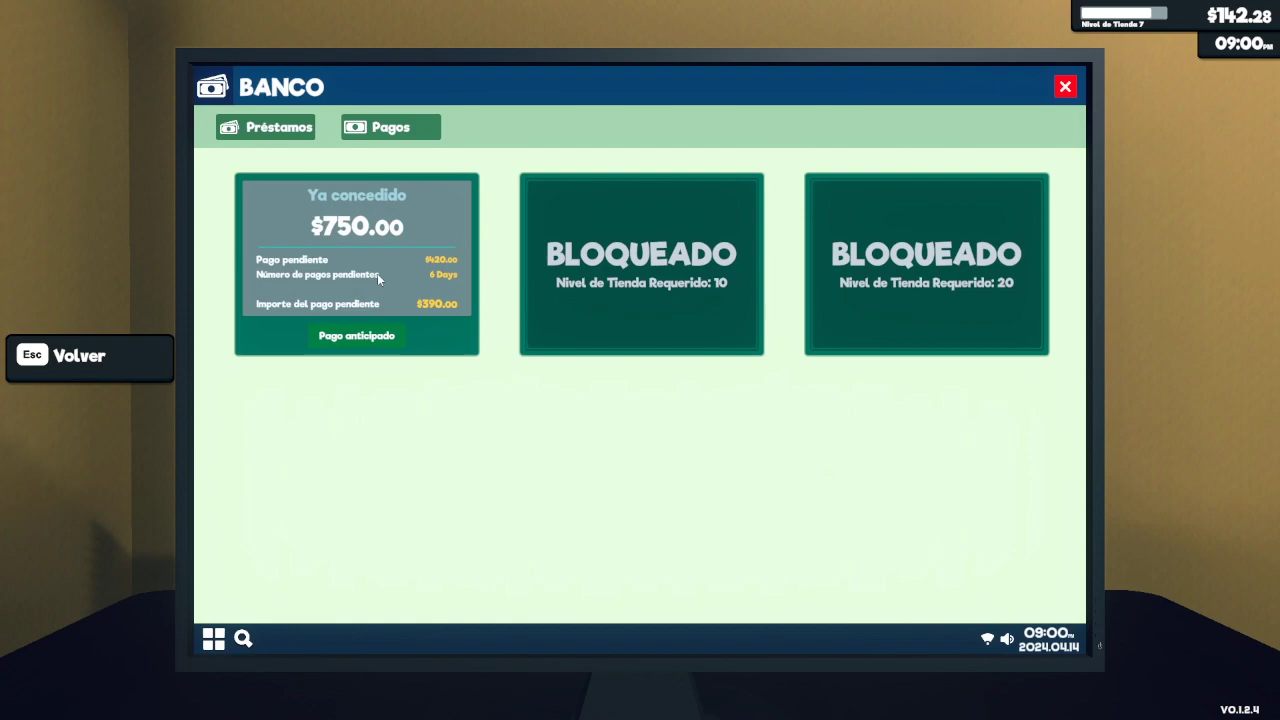 $142.28
Nivel de Tienda 7
09:00PM
BANCO
Préstamos
Pagos
Ya concedido
$750.00
Pago pendiente $420.00
Número de pagos pendientes 6 Days
Importe del pago pendiente $390.00
Pago anticipado
BLOQUEADO
Nivel de Tienda Requerido: 10
BLOQUEADO
Nivel de Tienda Requerido: 20
Esc Volver
09:00PM
2024.04.14
V0.1.2.4